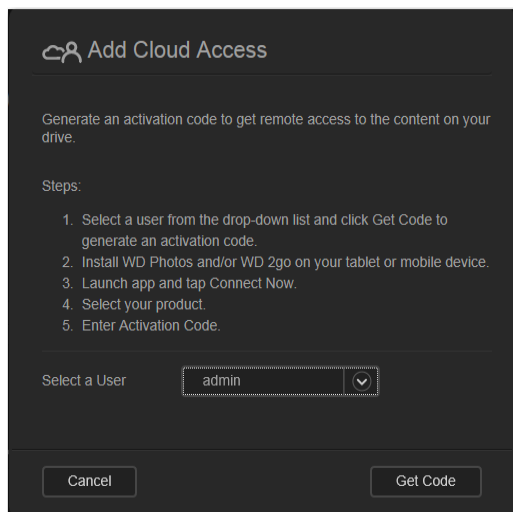 Add Cloud Access
Generate an activation code to get remote access to the content on your
drive.
Steps:
1. Select a user from the drop-down list and click Get Code to
generate an activation code.
2. Install WD Photos and/or WD 2go on your tablet or mobile device.
3. Launch app and tap Connect Now.
4. Select your product.
5. Enter Activation Code.
Select a User admin
Cancel Get Code